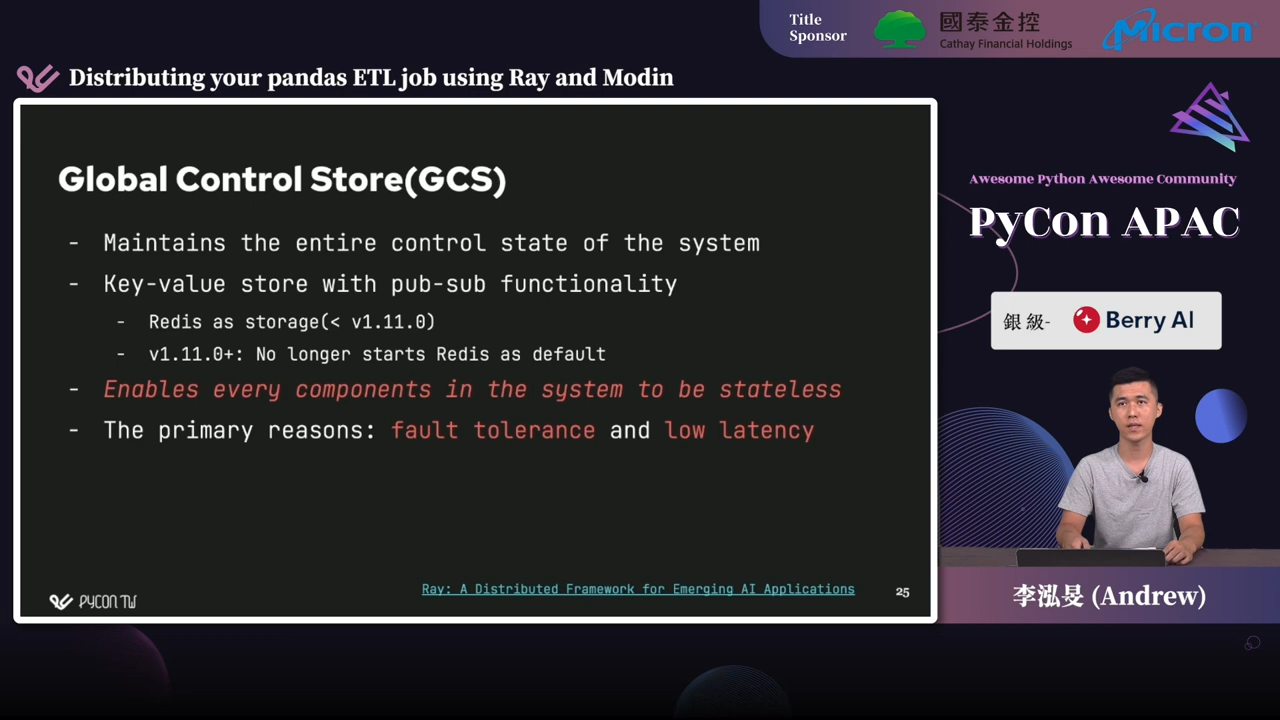 Title
Sponsor
國泰金控
Cathay Financial Holdings
Micron
Distributing your pandas ETL job using Ray and Modin
Global Control Store(GCS)
- Maintains the entire control state of the system
- Key-value store with pub-sub functionality
- Redis as storage(< v1.11.0)
- v1.11.0+: No longer starts Redis as default
- Enables every components in the system to be stateless
- The primary reasons: fault tolerance and low latency
PYCON TW
Ray: A Distributed Framework for Emerging AI Applications
25
Awesome Python Awesome Community
PyCon APAC
銀級-
Berry AI
李泓旻 (Andrew)